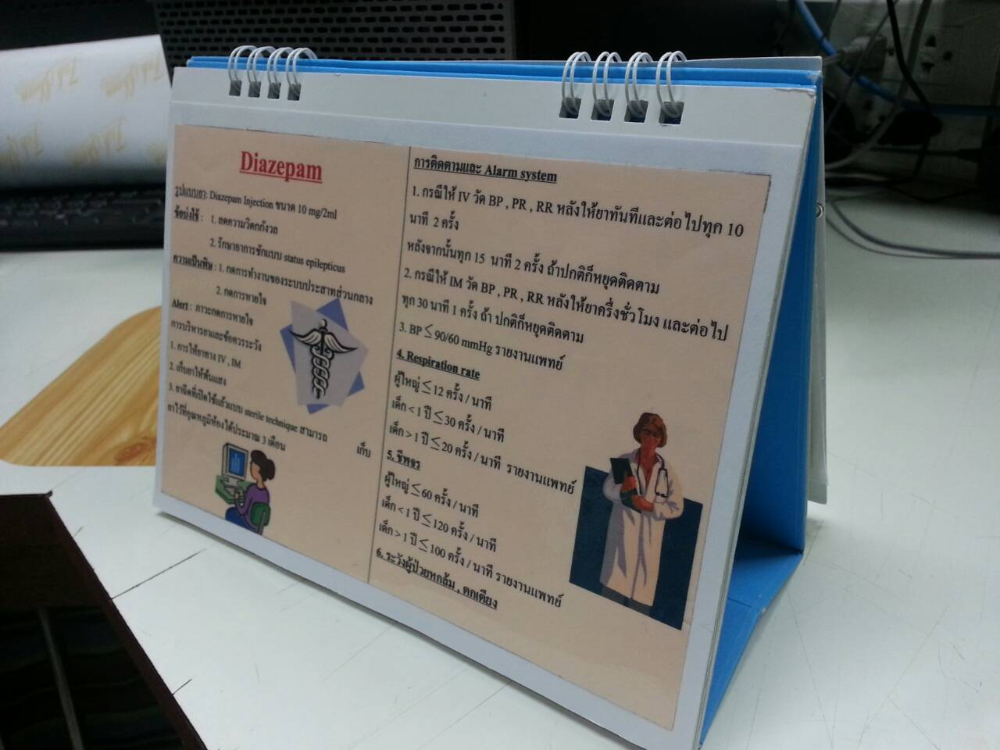 Diazepam
รูปแบบยา: Diazepam Injection ขนาด 10 mg/2ml
ข้อบ่งใช้ : 1. ลดความวิตกกังวล
2. รักษาอาการชักแบบ status epilepticus
ความเป็นพิษ : 1. กดการทำงานของระบบประสาทส่วนกลาง
2. กดการหายใจ
Alert : ภาวะกดการหายใจ
การบริหารยาและข้อควรระวัง
1. การให้ยาทาง IV , IM
2. เก็บยาให้พ้นแสง
3. ยาฉีดที่เปิดใช้แล้วแบบ sterile technique สามารถ เก็บ
ยาไว้ที่อุณหภูมิห้องได้ประมาณ 3 เดือน
การติดตามและ Alarm system
1. กรณีให้ IV วัด BP , PR , RR หลังให้ยาทันทีและต่อไปทุก 10
นาที 2 ครั้ง
หลังจากนั้นทุก 15 นาที 2 ครั้ง ถ้าปกติก็หยุดติดตาม
2. กรณีให้ IM วัด BP , PR , RR หลังให้ยาครึ่งชั่วโมง และต่อไป
ทุก 30 นาที 1 ครั้ง ถ้า ปกติก็หยุดติดตาม
3. BP ≤ 90/60 mmHg รายงานแพทย์
4. Respiration rate
ผู้ใหญ่ ≤ 12 ครั้ง / นาที
เด็ก < 1 ปี ≤ 30 ครั้ง / นาที
เด็ก > 1 ปี ≤ 20 ครั้ง / นาที รายงานแพทย์
5. ชีพจร
ผู้ใหญ่ ≤ 60 ครั้ง / นาที
เด็ก < 1 ปี ≤ 120 ครั้ง / นาที
เด็ก > 1 ปี ≤ 100 ครั้ง / นาที รายงานแพทย์
6. ระวังผู้ป่วยหกล้ม , ตกเตียง